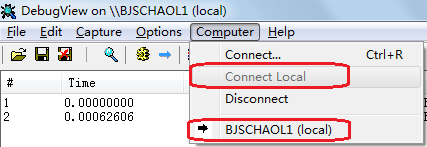 DebugView on \\BJSCHAOL1 (local)
File Edit Capture Options Computer Help
Connect... Ctrl+R
Connect Local
Disconnect
BJSCHAOL1 (local)
# Time
1 0.00000000
2 0.00062606